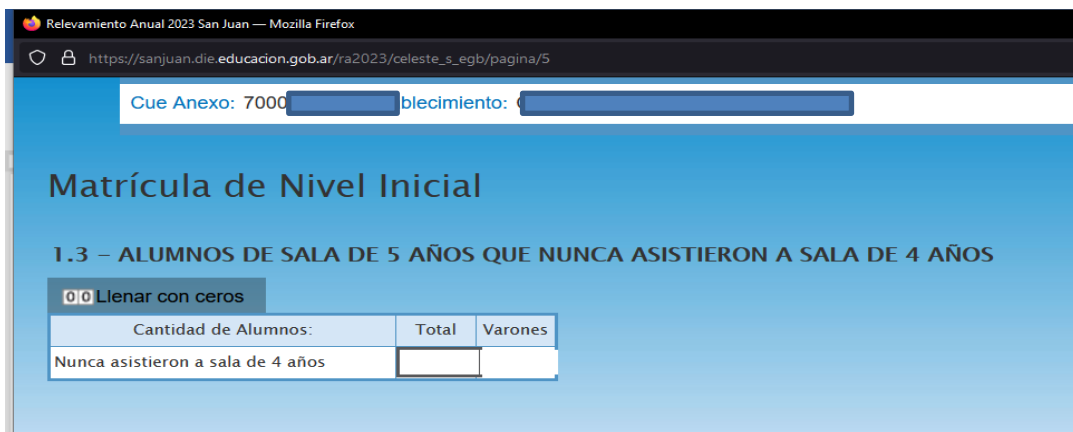 Relevamiento Anual 2023 San Juan — Mozilla Firefox
https://sanjuan.die.educacion.gob.ar/ra2023/celeste_s_egb/pagina/5
Cue Anexo: 7000 blecimiento:
Matrícula de Nivel Inicial
1.3 – ALUMNOS DE SALA DE 5 AÑOS QUE NUNCA ASISTIERON A SALA DE 4 AÑOS
00 Llenar con ceros
Cantidad de Alumnos: Total Varones
Nunca asistieron a sala de 4 años